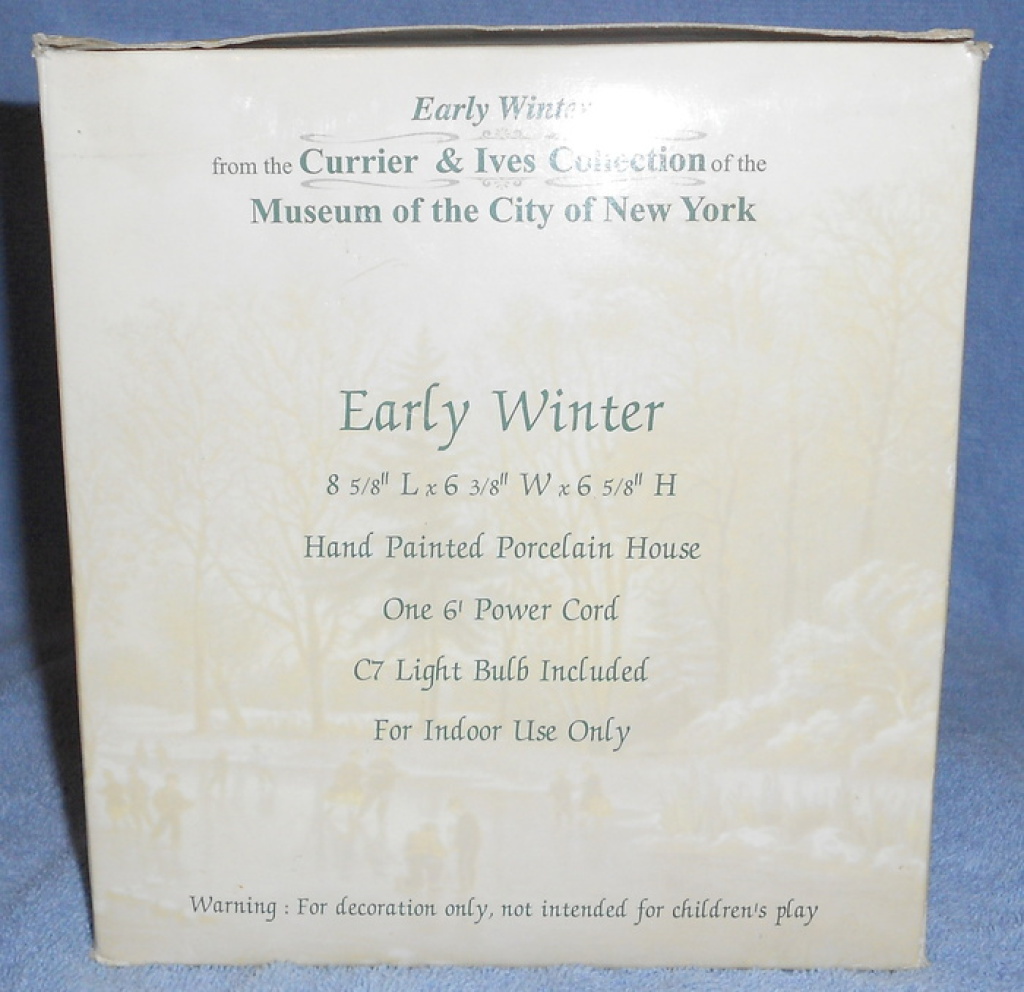 Early Winter
from the Currier & Ives Collection of the
Museum of the City of New York
Early Winter
8 5/8" L x 6 3/8" W x 6 5/8" H
Hand Painted Porcelain House
One 6' Power Cord
C7 Light Bulb Included
For Indoor Use Only
Warning : For decoration only, not intended for children's play